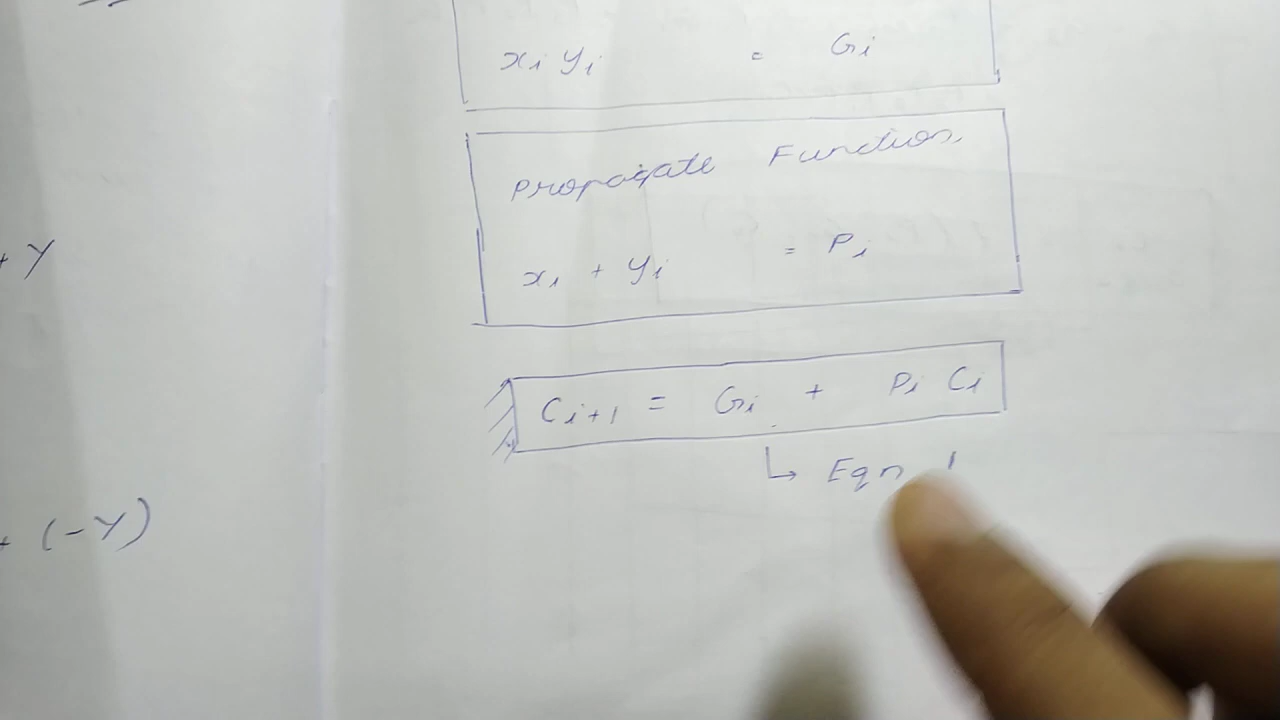 xi yi = Gi
Propagate Function
xi + yi = Pi
Ci+1 = Gi + Pi Ci
↳ Eqn 1
+ Y
+ (-Y)